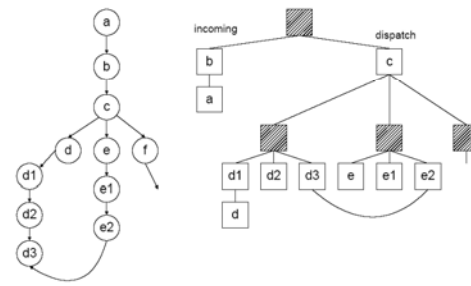 a
b
c
d
e
f
d1
d2
d3
e1
e2
incoming
dispatch
b
c
a
d1
d2
d3
e
e1
e2
d